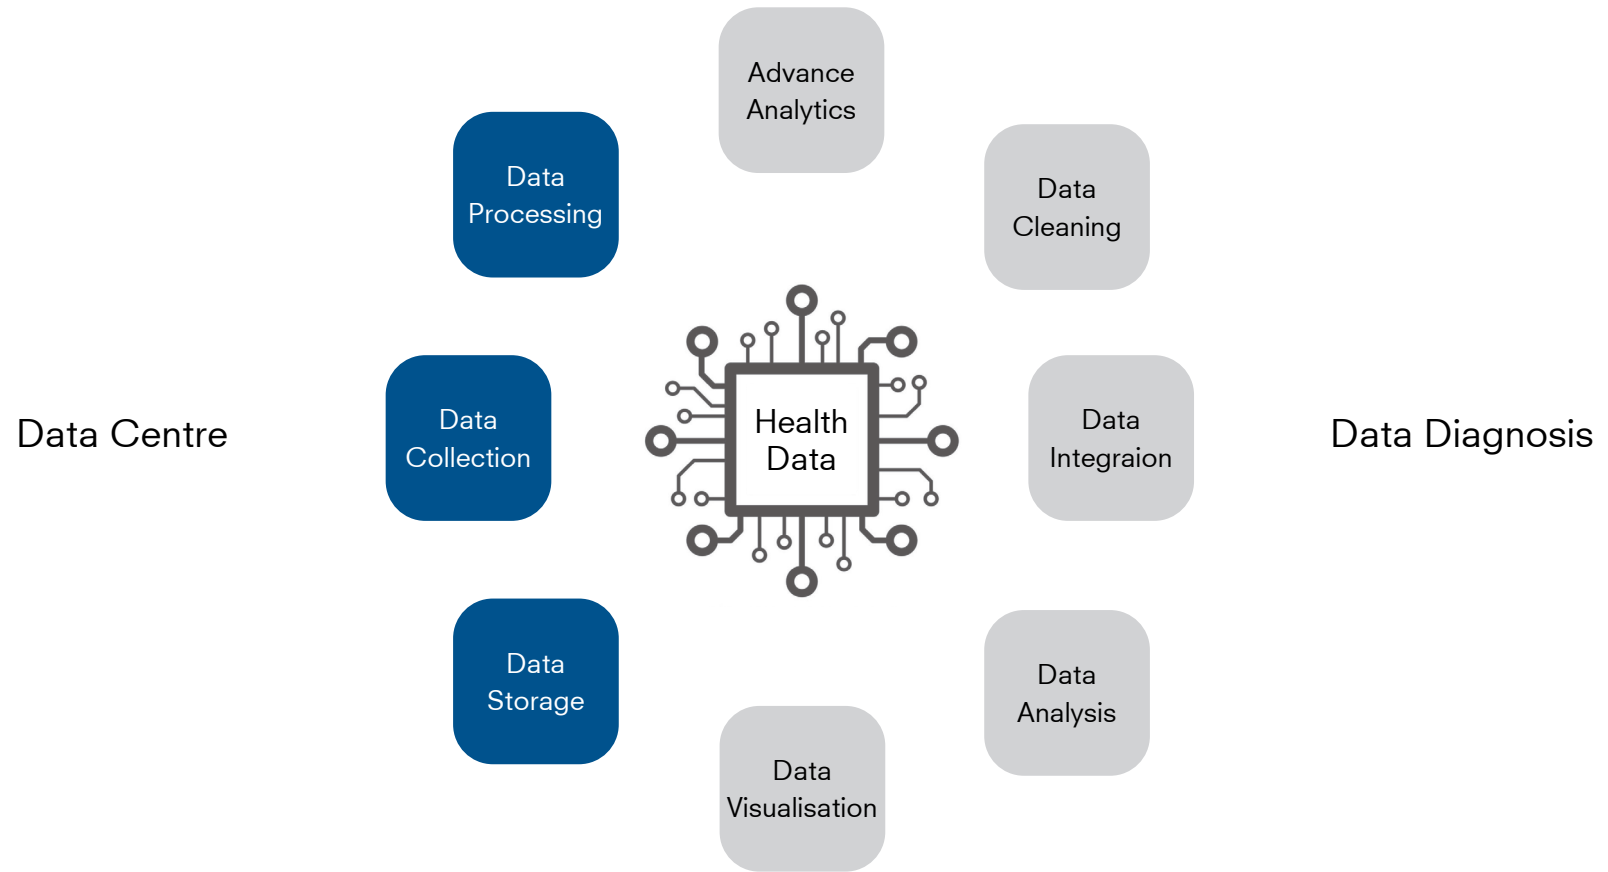 Advance
Analytics
Data
Processing
Data
Cleaning
Data Centre
Data
Collection
Health
Data
Data
Integraion
Data Diagnosis
Data
Storage
Data
Analysis
Data
Visualisation